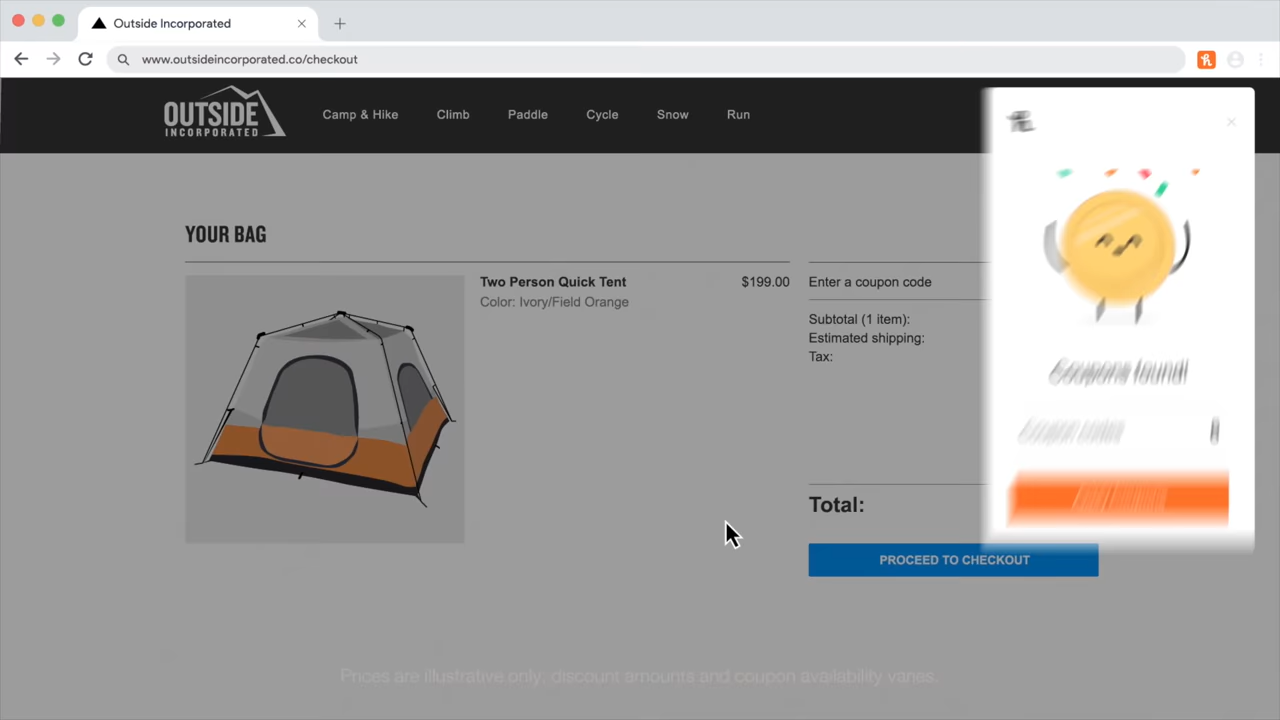 Outside Incorporated
www.outsideincorporated.co/checkout
OUTSIDE
INCORPORATED
Camp & Hike
Climb
Paddle
Cycle
Snow
Run
YOUR BAG
Two Person Quick Tent
$199.00
Color: Ivory/Field Orange
Enter a coupon code
Subtotal (1 item):
Estimated shipping:
Tax:
Total:
PROCEED TO CHECKOUT
Coupons found!
Prices are illustrative only; discount amounts and coupon availability varies.